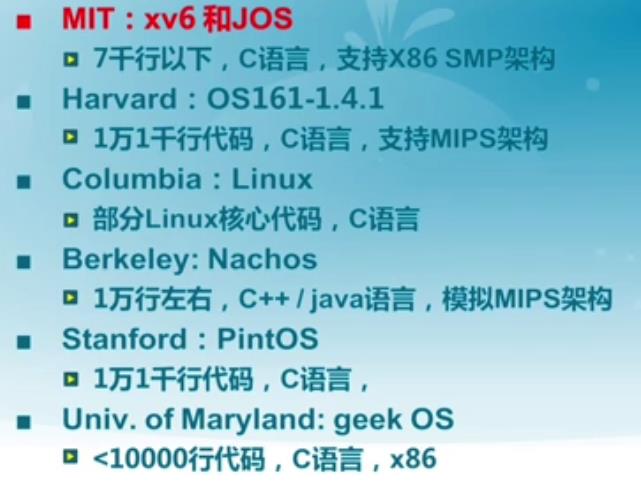 MIT：xv6 和JOS
7千行以下，C语言，支持X86 SMP架构
Harvard：OS161-1.4.1
1万1千行代码，C语言，支持MIPS架构
Columbia：Linux
部分Linux核心代码，C语言
Berkeley: Nachos
1万行左右，C++ / java语言，模拟MIPS架构
Stanford：PintOS
1万1千行代码，C语言，
Univ. of Maryland: geek OS
<10000行代码，C语言，x86